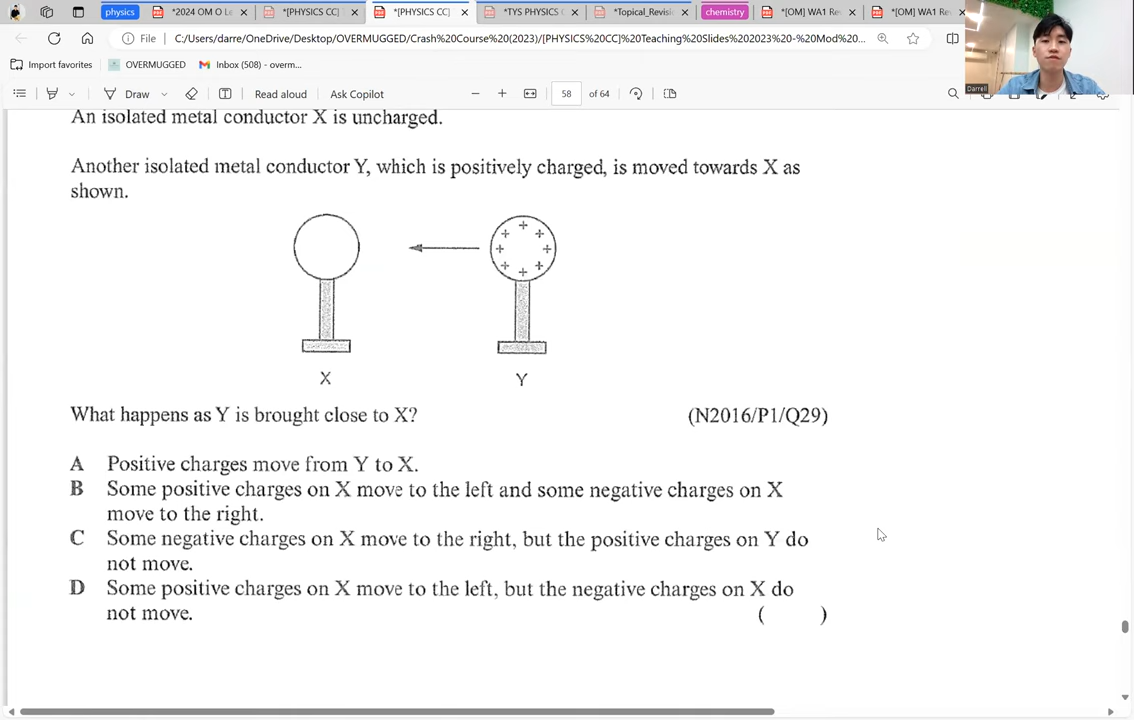 physics
*2024 OM O Le
*[PHYSICS CC]
*[PHYSICS CC]
*TYS PHYSICS
*Topical_Revisi
chemistry
*[OM] WA1 Re
*[OM] WA1 Re
File
C:/Users/darre/OneDrive/Desktop/OVERMUGGED/Crash%20Course%20(2023)/[PHYSICS%20CC]%20Teaching%20Slides%202023%20-%20Mod%20...
Import favorites
OVERMUGGED
Inbox (508) - overm...
Draw
Read aloud
Ask Copilot
58 of 64
Darrell
An isolated metal conductor X is uncharged.
Another isolated metal conductor Y, which is positively charged, is moved towards X as
shown.
X
Y
What happens as Y is brought close to X?
(N2016/P1/Q29)
A Positive charges move from Y to X.
B Some positive charges on X move to the left and some negative charges on X
move to the right.
C Some negative charges on X move to the right, but the positive charges on Y do
not move.
D Some positive charges on X move to the left, but the negative charges on X do
not move.
( )